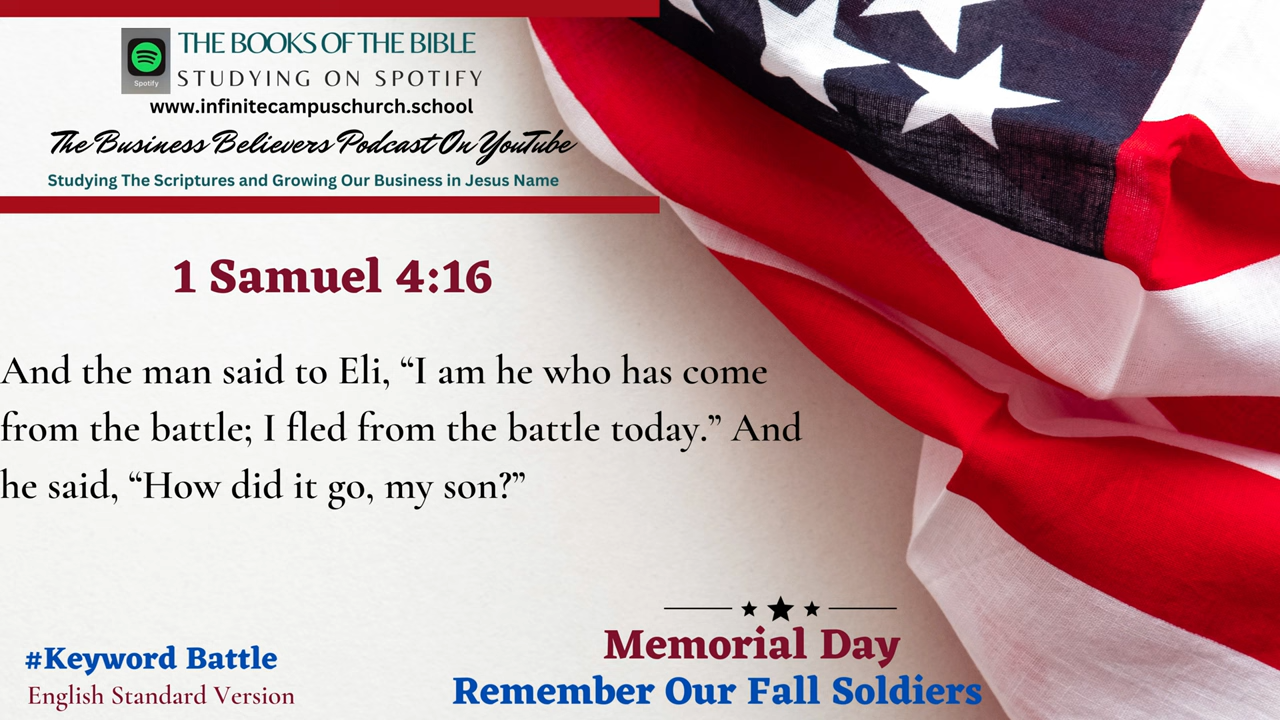 THE BOOKS OF THE BIBLE
Spotify
STUDYING ON SPOTIFY
www.infinitecampuschurch.school
The Business Believers Podcast On YouTube
Studying The Scriptures and Growing Our Business in Jesus Name
1 Samuel 4:16
And the man said to Eli, “I am he who has come
from the battle; I fled from the battle today.” And
he said, “How did it go, my son?”
Memorial Day
#Keyword Battle
Remember Our Fall Soldiers
English Standard Version